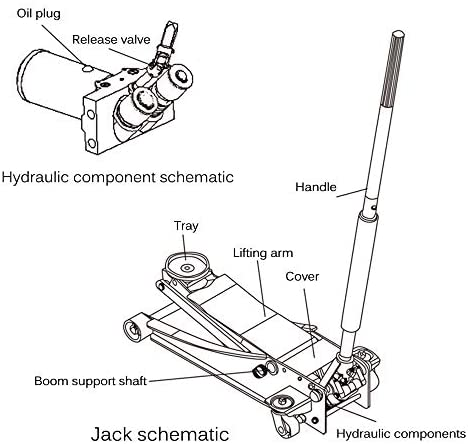 Oil plug
Release valve
Hydraulic component schematic
Handle
Tray
Lifting arm
Cover
Boom support shaft
Hydraulic components
Jack schematic